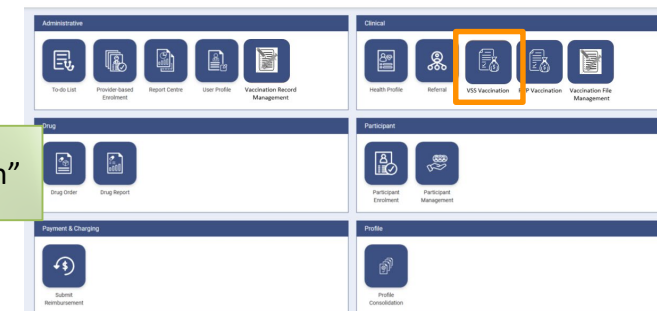 Administrative
To-do List
Provider-based
Enrolment
Report Centre
User Profile
Vaccination Record
Management
Clinical
Health Profile
Referral
VSS Vaccination
P Vaccination
Vaccination File
Management
n"
Drug
Drug Order
Drug Report
Participant
Participant
Enrolment
Participant
Management
Payment & Charging
Submit
Reimbursement
Profile
Profile
Consolidation